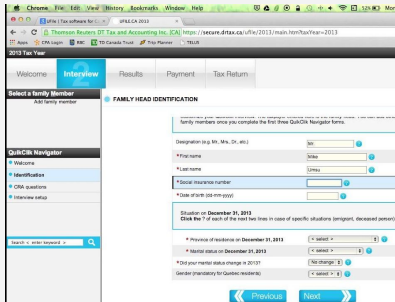 Chrome File Edit View History Bookmarks Window Help
52% Mon
UFile | Tax software for C
UFILE.CA 2013
Thomson Reuters DT Tax and Accounting Inc. [CA] https://secure.drtax.ca/ufile/2013/main.htm?taxYear=2013
Apps CPA Login BBC TD Canada Trust Trip Planner TELUS
2013 Tax Year
Welcome Interview Results Payment Tax Return
Select a family Member
Add family member
FAMILY HEAD IDENTIFICATION
family members once you complete the first three QuikClik Navigator forms.
QuikClik Navigator
Welcome
Identification
CRA questions
Interview setup
Search < enter keyword >
Designation (e.g. Mr., Mrs., Dr., etc.) Mr.
*First name Mike
*Last name
*Social insurance number
*Date of birth (dd-mm-yyyy)
Situation on December 31, 2013
Click the ? of each of the next two lines in case of specific situations (emigrant, deceased person)
* Province of residence on December 31, 2013 < select >
* Marital status on December 31, 2013 < select >
*Did your marital status change in 2013? No change
Gender (mandatory for Quebec residents) < select >
Previous Next